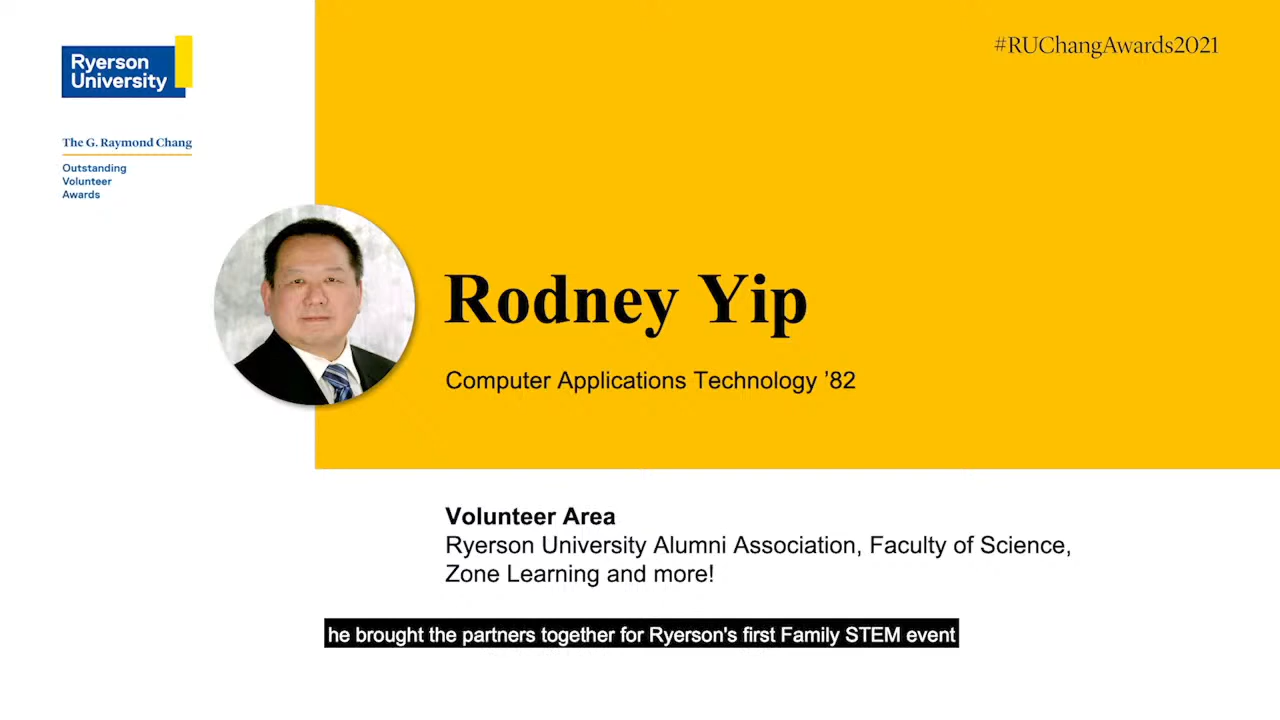 Ryerson
University
#RUChangAwards2021
The G. Raymond Chang
Outstanding
Volunteer
Awards
Rodney Yip
Computer Applications Technology ’82
Volunteer Area
Ryerson University Alumni Association, Faculty of Science,
Zone Learning and more!
he brought the partners together for Ryerson's first Family STEM event